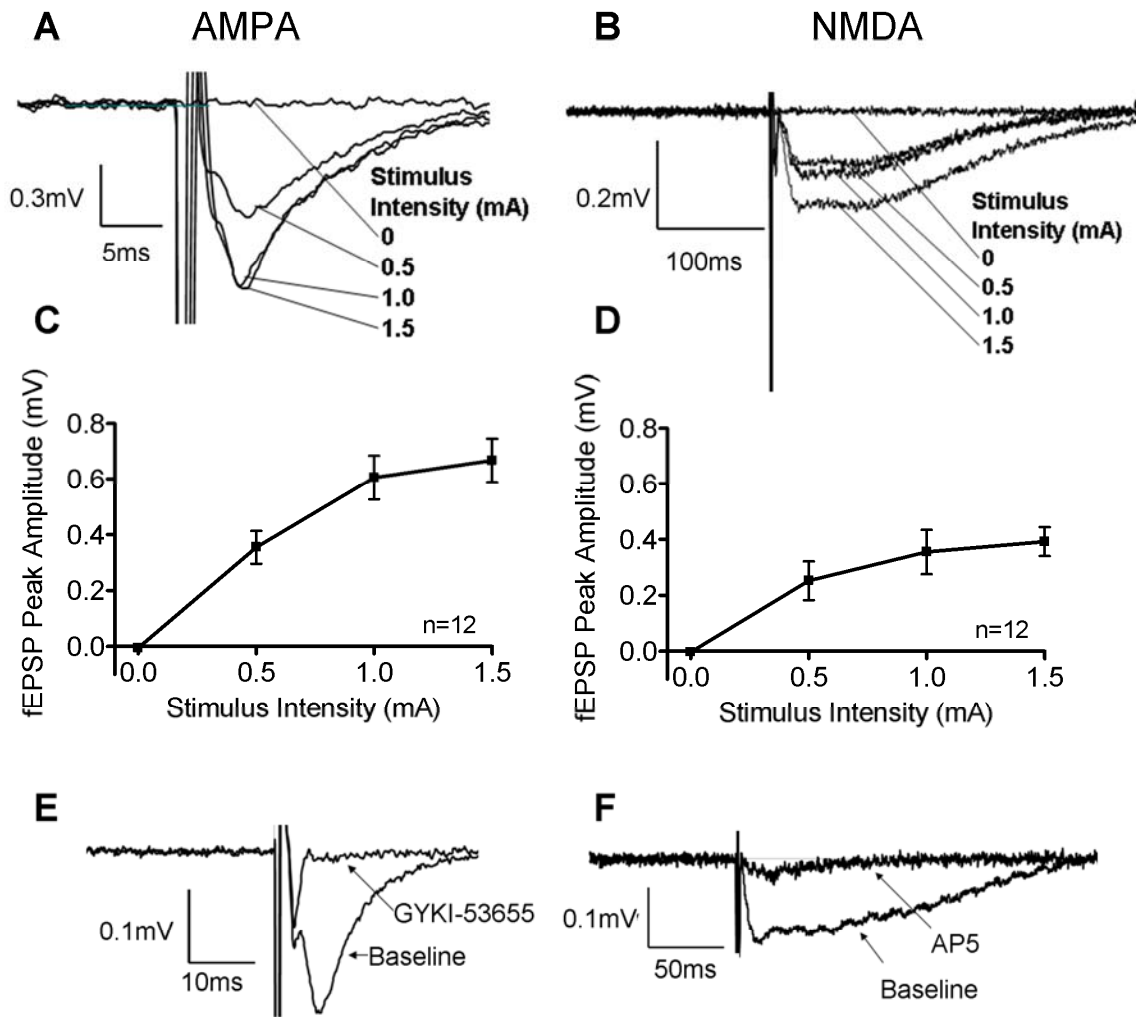 A AMPA
0.3mV
5ms
Stimulus
Intensity (mA)
0
0.5
1.0
1.5
B NMDA
0.2mV
100ms
Stimulus
Intensity (mA)
0
0.5
1.0
1.5
C
fEPSP Peak Amplitude (mV)
0.8
0.6
0.4
0.2
0.0
n=12
0.0 0.5 1.0 1.5
Stimulus Intensity (mA)
D
fEPSP Peak Amplitude (mV)
0.8
0.6
0.4
0.2
0.0
n=12
0.0 0.5 1.0 1.5
Stimulus Intensity (mA)
E
0.1mV
10ms
GYKI-53655
Baseline
F
0.1mV
50ms
AP5
Baseline